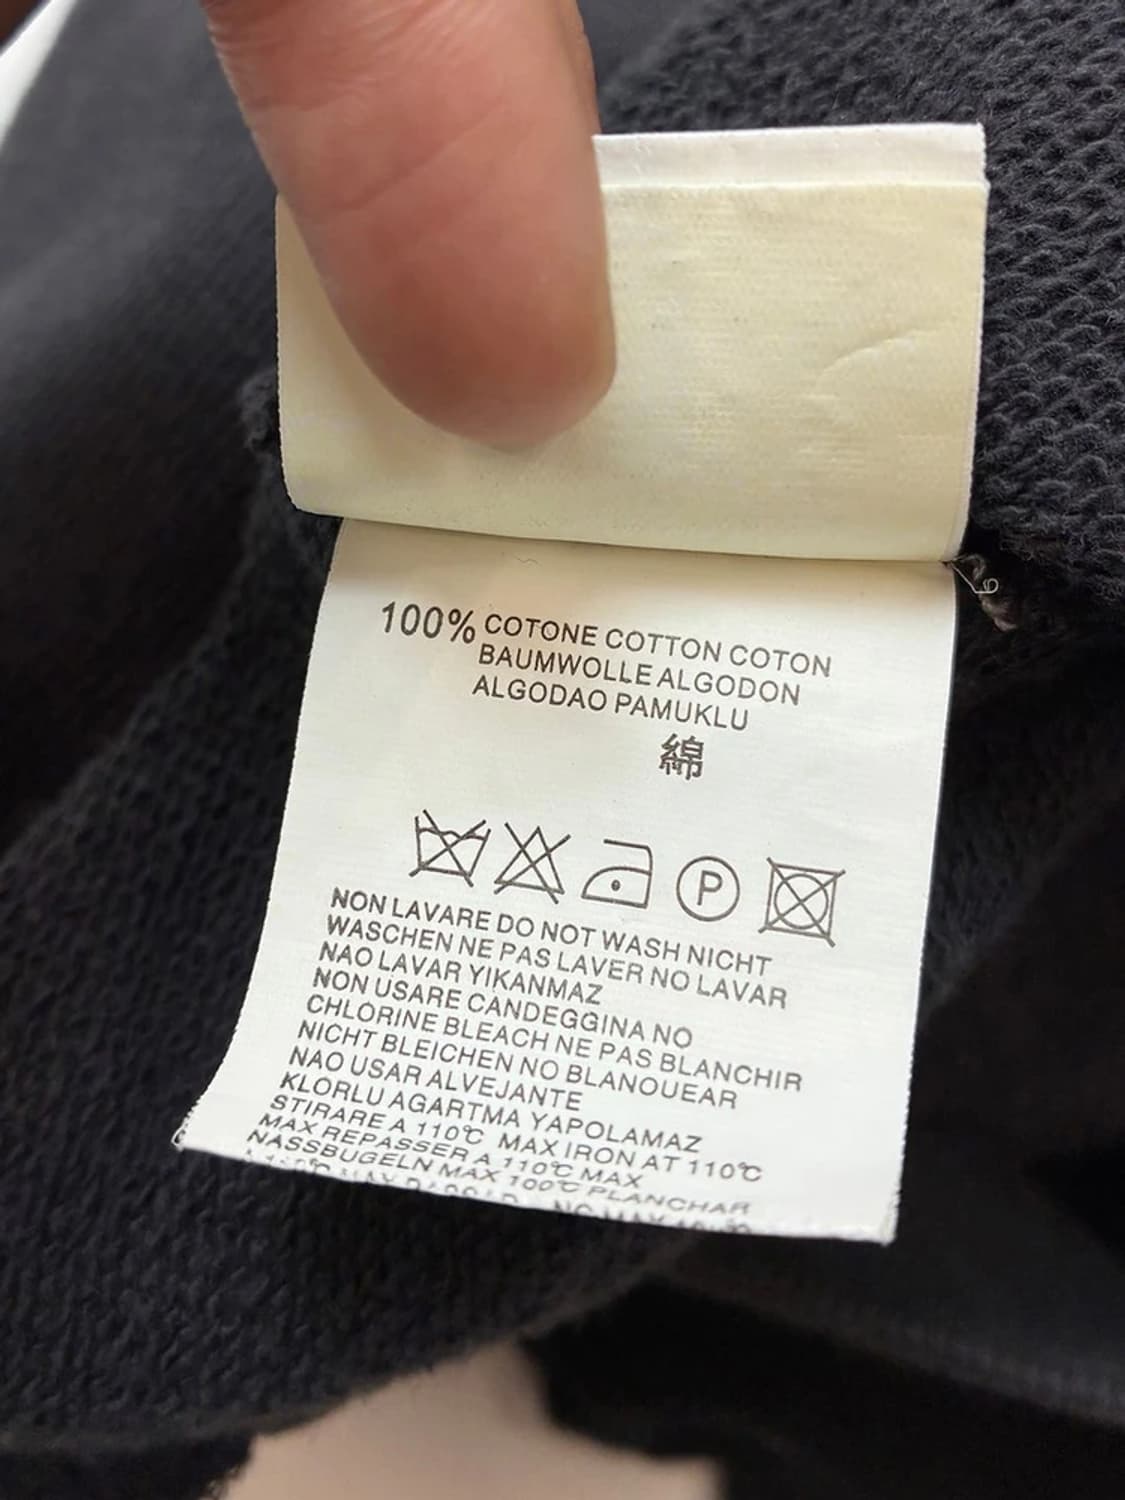 100% COTONE COTTON COTON
BAUMWOLLE ALGODON
ALGODAO PAMUKLU
綿
P
NON LAVARE DO NOT WASH NICHT
WASCHEN NE PAS LAVER NO LAVAR
NAO LAVAR YIKANMAZ
NON USARE CANDEGGINA NO
CHLORINE BLEACH NE PAS BLANCHIR
NICHT BLEICHEN NO BLANOUEAR
NAO USAR ALVEJANTE
KLORLU AGARTMA YAPOLAMAZ
STIRARE A 110℃ MAX IRON AT 110℃
MAX REPASSER A 110℃ MAX
NASSBUGELN MAX 100℃ PLANCHAR